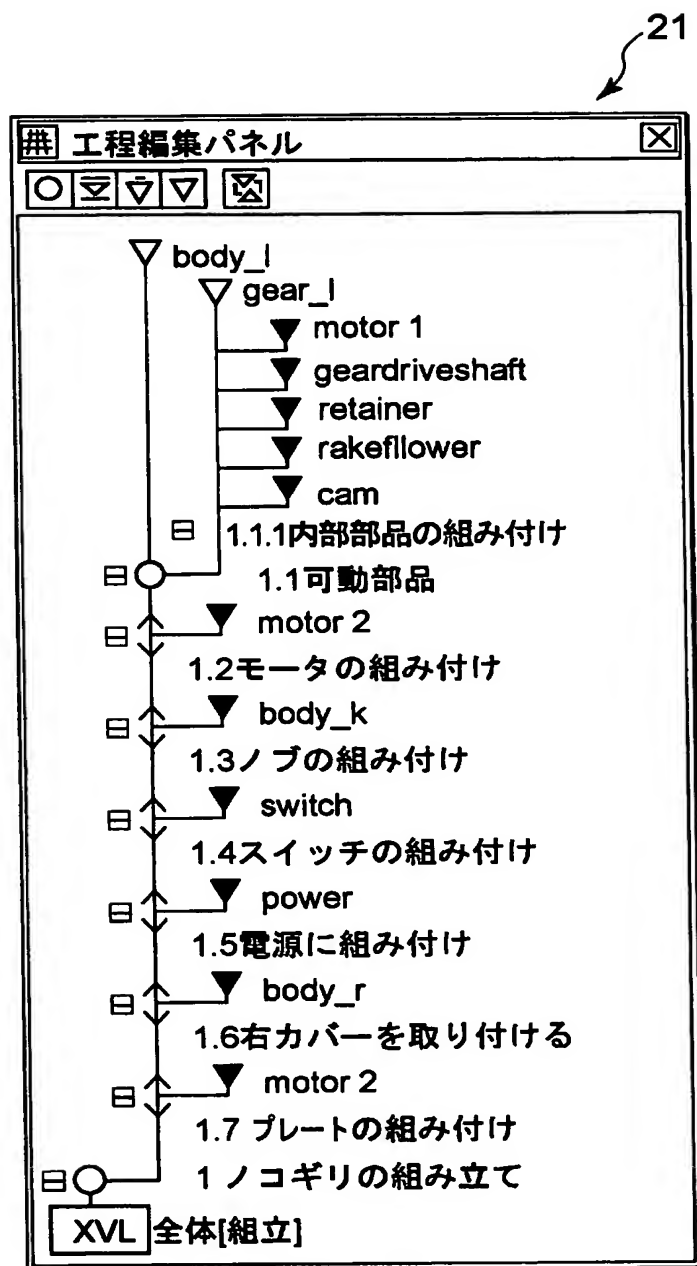 21
工程編集パネル
body_l
gear_l
motor 1
geardriveshaft
retainer
rakefllower
cam
1.1.1内部部品の組み付け
1.1可動部品
motor 2
1.2モータの組み付け
body_k
1.3ノブの組み付け
switch
1.4スイッチの組み付け
power
1.5電源に組み付け
body_r
1.6右カバーを取り付ける
motor 2
1.7 プレートの組み付け
1 ノコギリの組み立て
XVL 全体[組立]